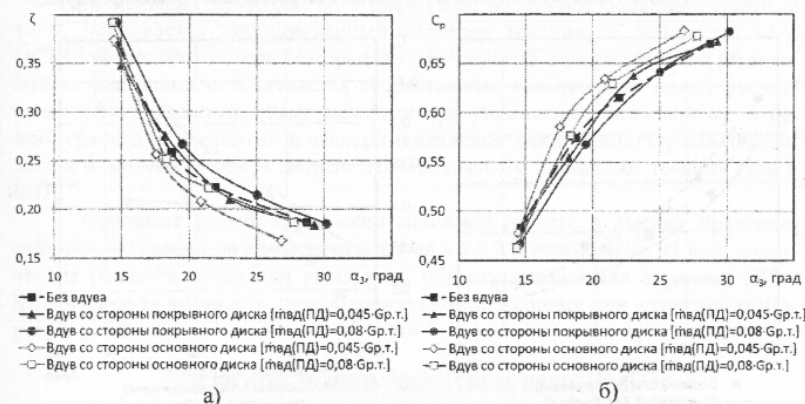 ζ
0,35
0,30
0,25
0,20
0,15
10 15 20 25 30 α₃, град
Без вдува
Вдув со стороны покрывного диска [ṁвд(ПД)=0,045·Gр.т.]
Вдув со стороны покрывного диска [ṁвд(ПД)=0,08·Gр.т.]
Вдув со стороны основного диска [ṁвд(ПД)=0,045·Gр.т.]
Вдув со стороны основного диска [ṁвд(ПД)=0,08·Gр.т.]
а)
Cₚ
0,65
0,60
0,55
0,50
0,45
10 15 20 25 30 α₃, град
Без вдува
Вдув со стороны покрывного диска [ṁвд(ПД)=0,045·Gр.т.]
Вдув со стороны покрывного диска [ṁвд(ПД)=0,08·Gр.т.]
Вдув со стороны основного диска [ṁвд(ПД)=0,045·Gр.т.]
Вдув со стороны основного диска [ṁвд(ПД)=0,08·Gр.т.]
б)